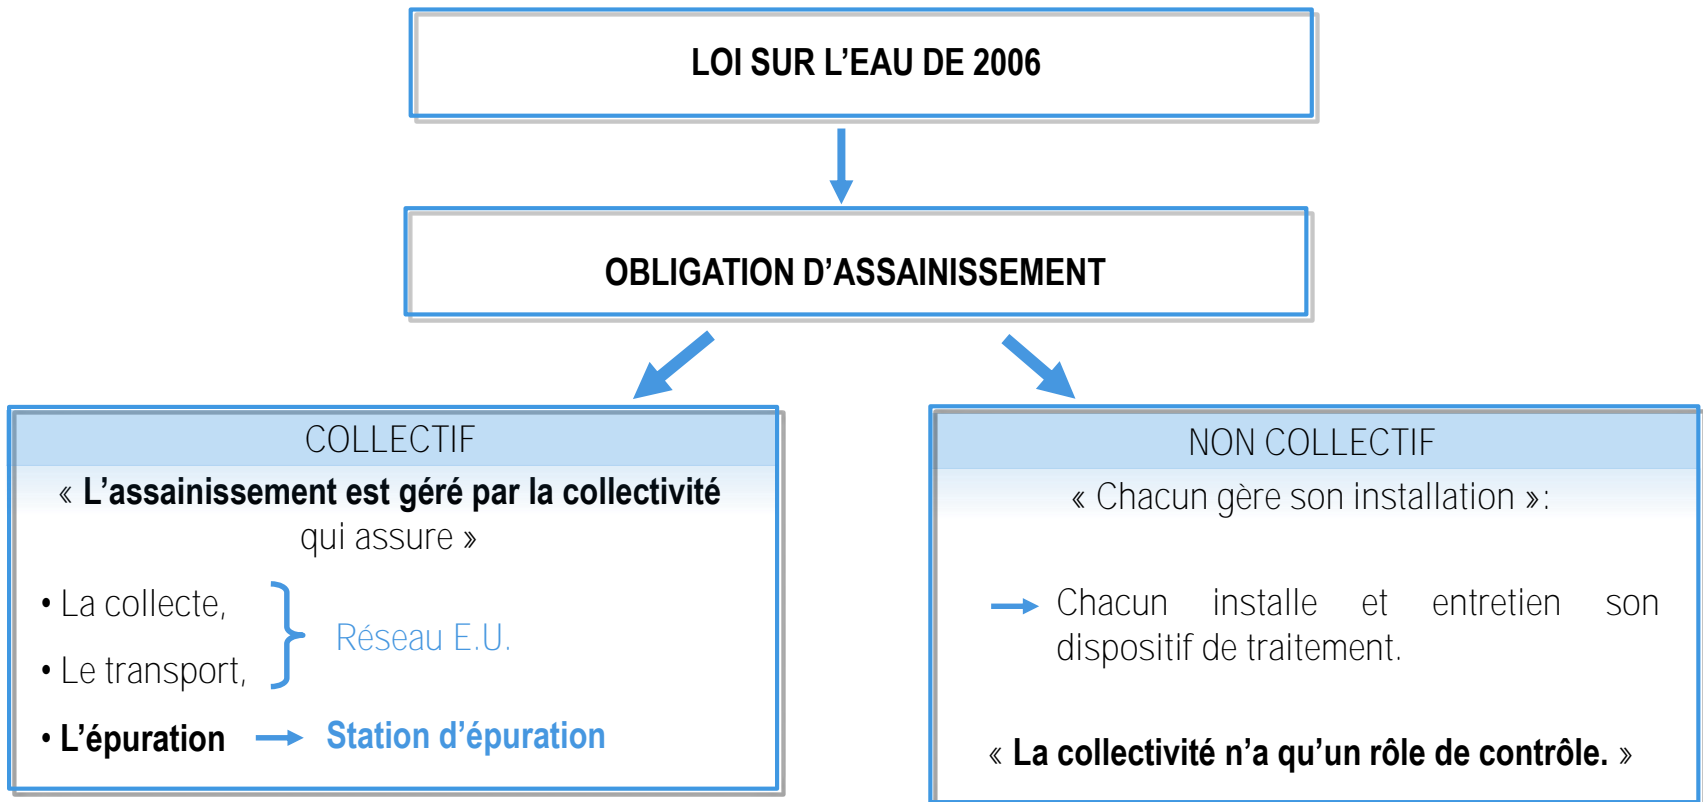 LOI SUR L’EAU DE 2006
OBLIGATION D’ASSAINISSEMENT
COLLECTIF
« L’assainissement est géré par la collectivité
qui assure »
• La collecte,
• Le transport,
Réseau E.U.
• L’épuration
Station d’épuration
NON COLLECTIF
« Chacun gère son installation »:
Chacun installe et entretien son
dispositif de traitement.
« La collectivité n’a qu’un rôle de contrôle. »